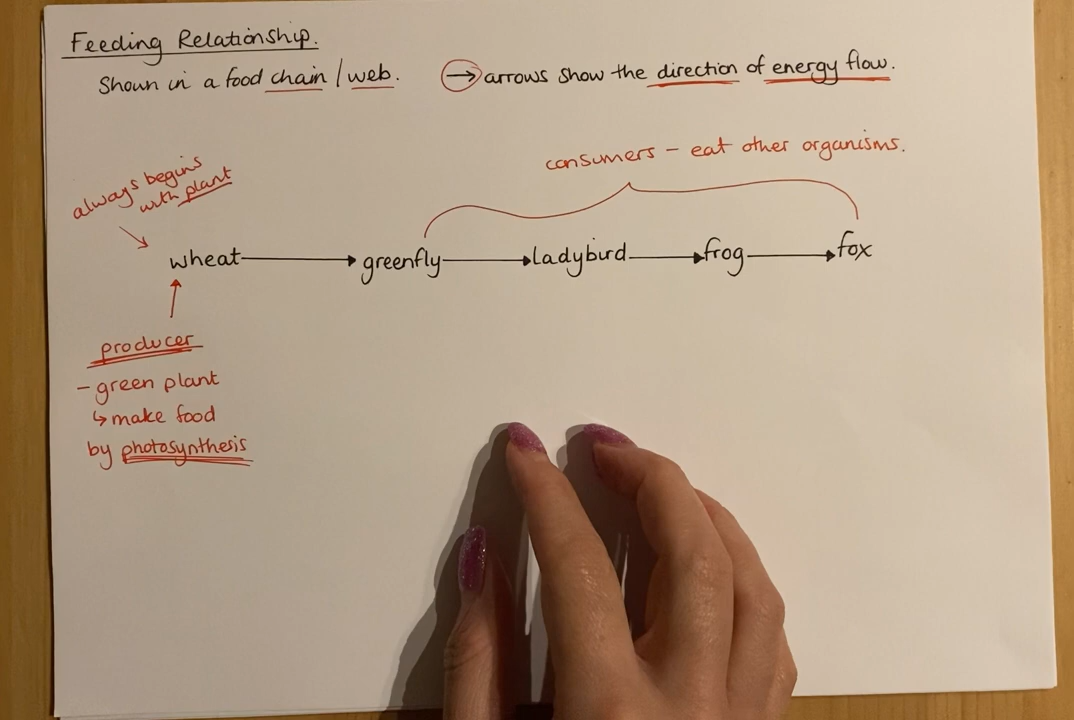 Feeding Relationship.
Shown in a food chain / web. → arrows show the direction of energy flow.
consumers - eat other organisms.
always begins
with plant
wheat → greenfly → ladybird → frog → fox
producer
- green plant
↳ make food
by photosynthesis